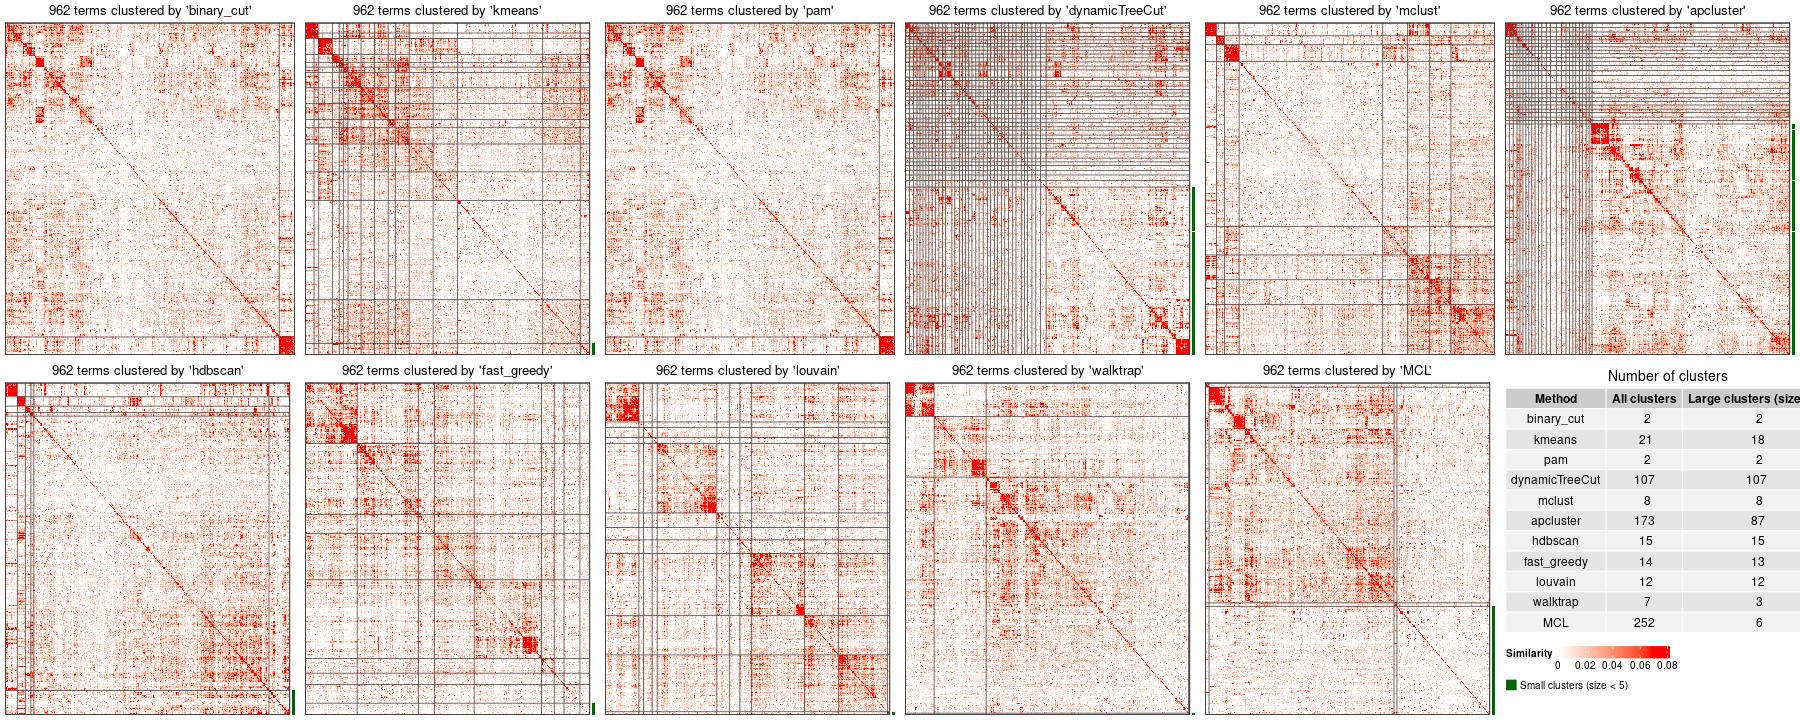 962 terms clustered by 'binary_cut'
962 terms clustered by 'kmeans'
962 terms clustered by 'pam'
962 terms clustered by 'dynamicTreeCut'
962 terms clustered by 'mclust'
962 terms clustered by 'apcluster'
962 terms clustered by 'hdbscan'
962 terms clustered by 'fast_greedy'
962 terms clustered by 'louvain'
962 terms clustered by 'walktrap'
962 terms clustered by 'MCL'
Number of clusters
Method All clusters Large clusters (size
binary_cut 2 2
kmeans 21 18
pam 2 2
dynamicTreeCut 107 107
mclust 8 8
apcluster 173 87
hdbscan 15 15
fast_greedy 14 13
louvain 12 12
walktrap 7 3
MCL 252 6
Similarity
0 0.02 0.04 0.06 0.08
Small clusters (size < 5)